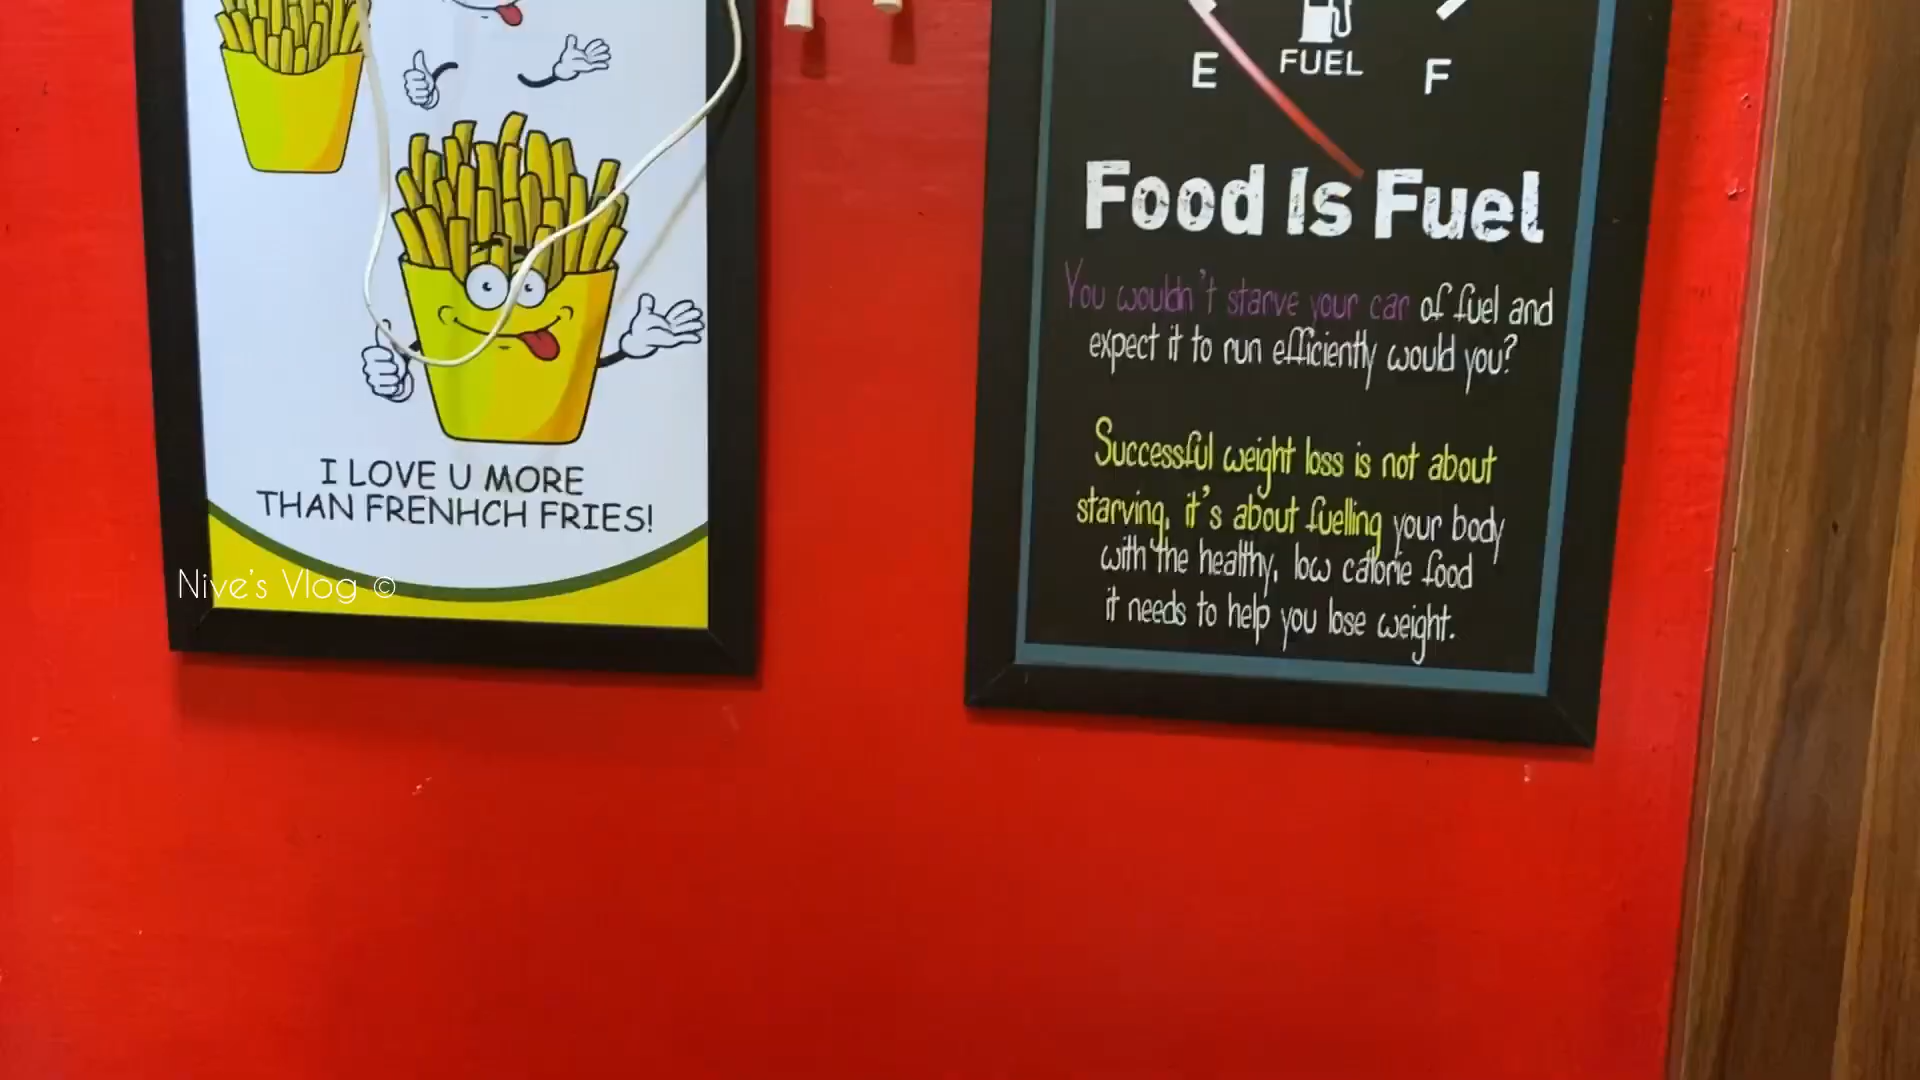 I LOVE U MORE
THAN FRENHCH FRIES!
Nive's Vlog ©
E FUEL F
Food Is Fuel
You wouldn't starve your car of fuel and
expect it to run efficiently would you?
Successful weight loss is not about
starving, it's about fuelling your body
with the healthy, low calorie food
it needs to help you lose weight.